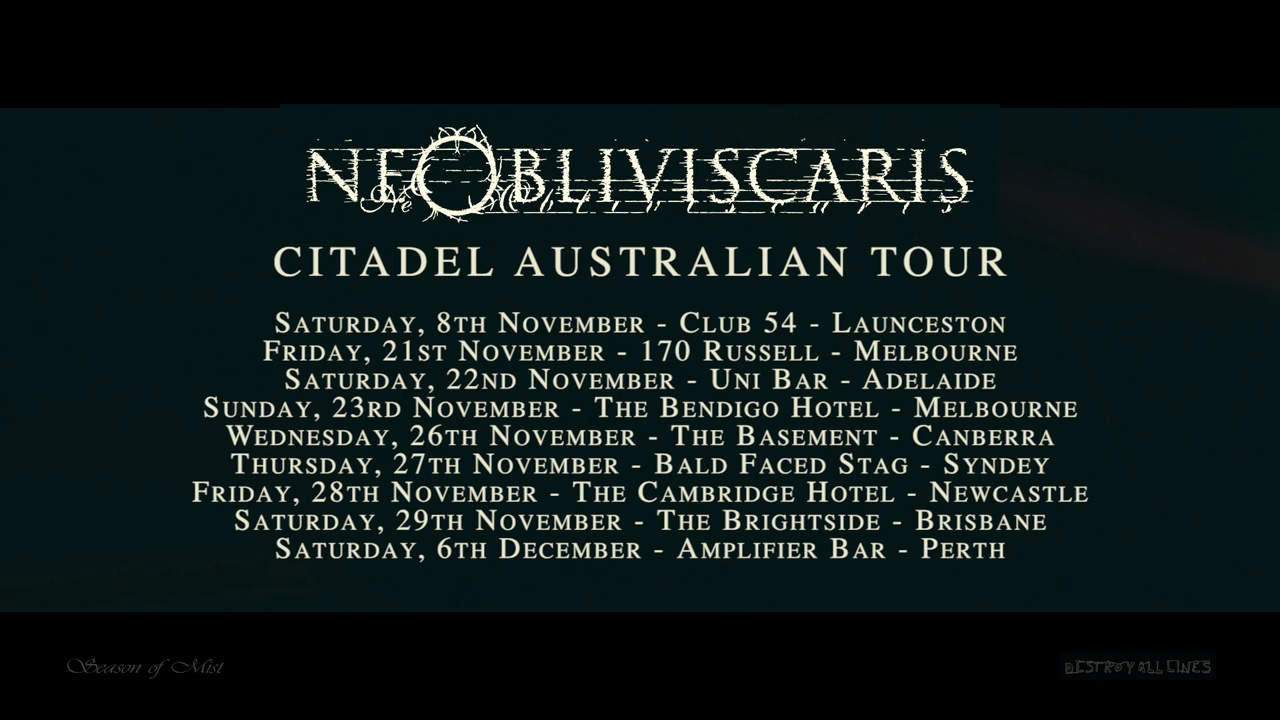 NE OBLIVISCARIS
Ne Obliviscaris
CITADEL AUSTRALIAN TOUR
SATURDAY, 8TH NOVEMBER - CLUB 54 - LAUNCESTON
FRIDAY, 21ST NOVEMBER - 170 RUSSELL - MELBOURNE
SATURDAY, 22ND NOVEMBER - UNI BAR - ADELAIDE
SUNDAY, 23RD NOVEMBER - THE BENDIGO HOTEL - MELBOURNE
WEDNESDAY, 26TH NOVEMBER - THE BASEMENT - CANBERRA
THURSDAY, 27TH NOVEMBER - BALD FACED STAG - SYNDEY
FRIDAY, 28TH NOVEMBER - THE CAMBRIDGE HOTEL - NEWCASTLE
SATURDAY, 29TH NOVEMBER - THE BRIGHTSIDE - BRISBANE
SATURDAY, 6TH DECEMBER - AMPLIFIER BAR - PERTH
Season of Mist
DESTROY ALL LINES